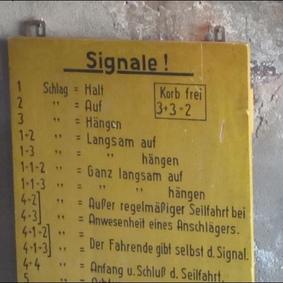 Signale !
1 Schlag = Halt
2 " = Auf
3 " = Hängen
Korb frei
3+3-2
1-2 " = Langsam auf
1-3 " = " hängen
1-1-2 " = Ganz langsam auf
1-1-3 " = " " hängen
4-2] " = Außer regelmäßiger Seilfahrt bei
4-3] " = Anwesenheit eines Anschlägers.
4-1-2] "
4-1-3] " = Der Fahrende gibt selbst d. Signal.
4+4 " = Anfang u. Schluß d. Seilfahrt.
5